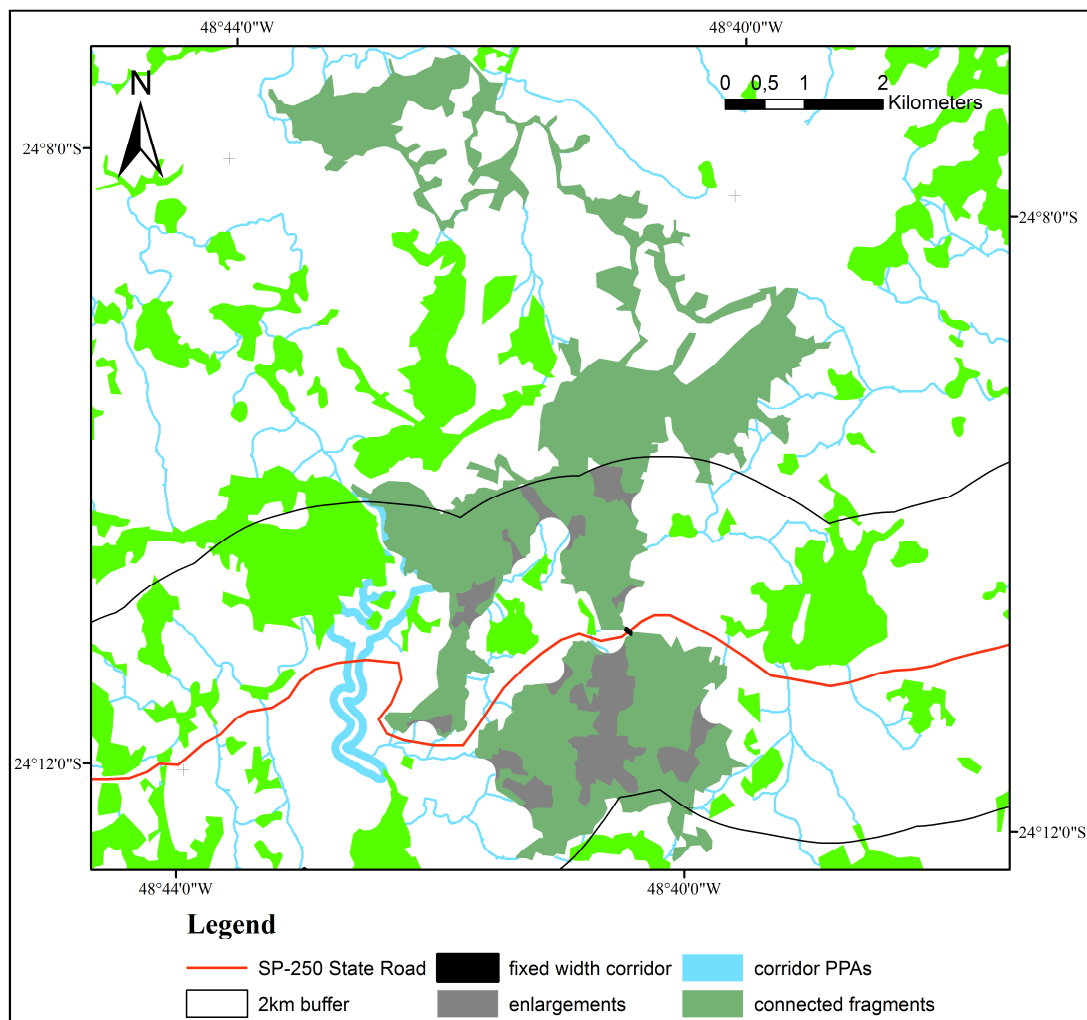 48°44'0"W 48°40'0"W
N
0 0,5 1 2
Kilometers
24°8'0"S
24°8'0"S
24°12'0"S
24°12'0"S
48°44'0"W 48°40'0"W
Legend
SP-250 State Road fixed width corridor corridor PPAs
2km buffer enlargements connected fragments